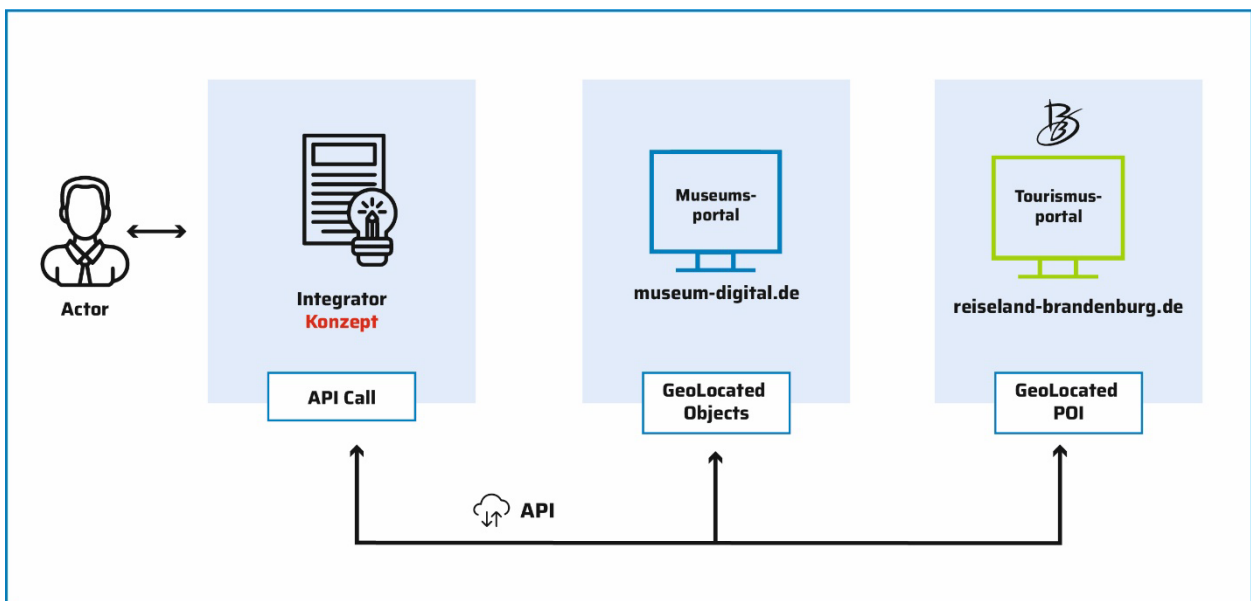 Actor
Integrator
Konzept
API Call
Museums-
portal
museum-digital.de
GeoLocated
Objects
Tourismus-
portal
reiseland-brandenburg.de
GeoLocated
POI
API